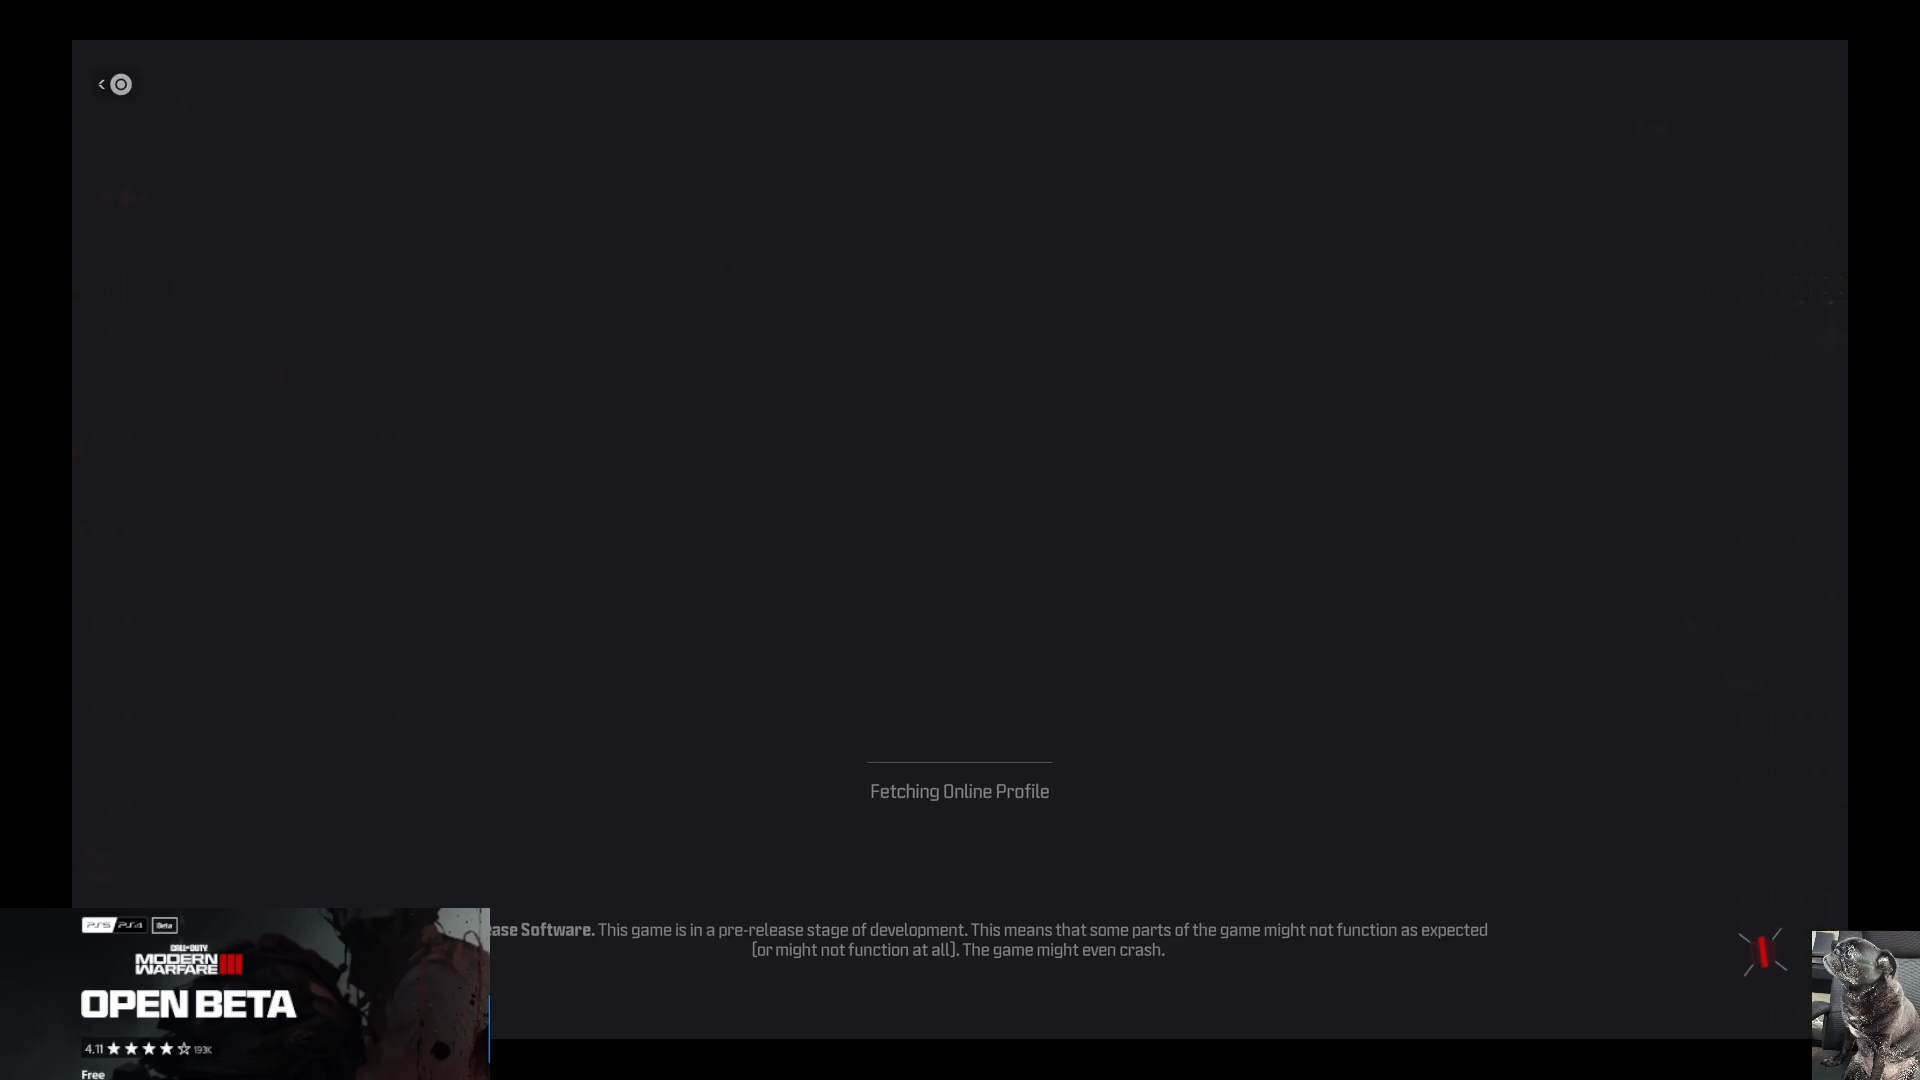 Fetching Online Profile
ease Software. This game is in a pre-release stage of development. This means that some parts of the game might not function as expected
(or might not function at all). The game might even crash.
PS5 PS4 Beta
CALL OF DUTY
MODERN
WARFARE III
OPEN BETA
4.11 193K
Free